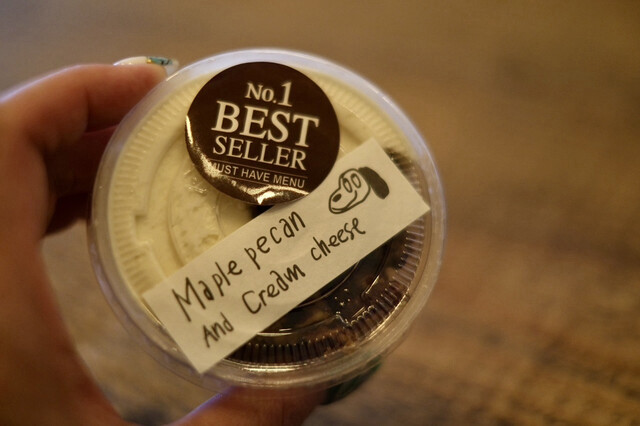 No.1
BEST
SELLER
MUST HAVE MENU
Maple pecan
And Cream cheese